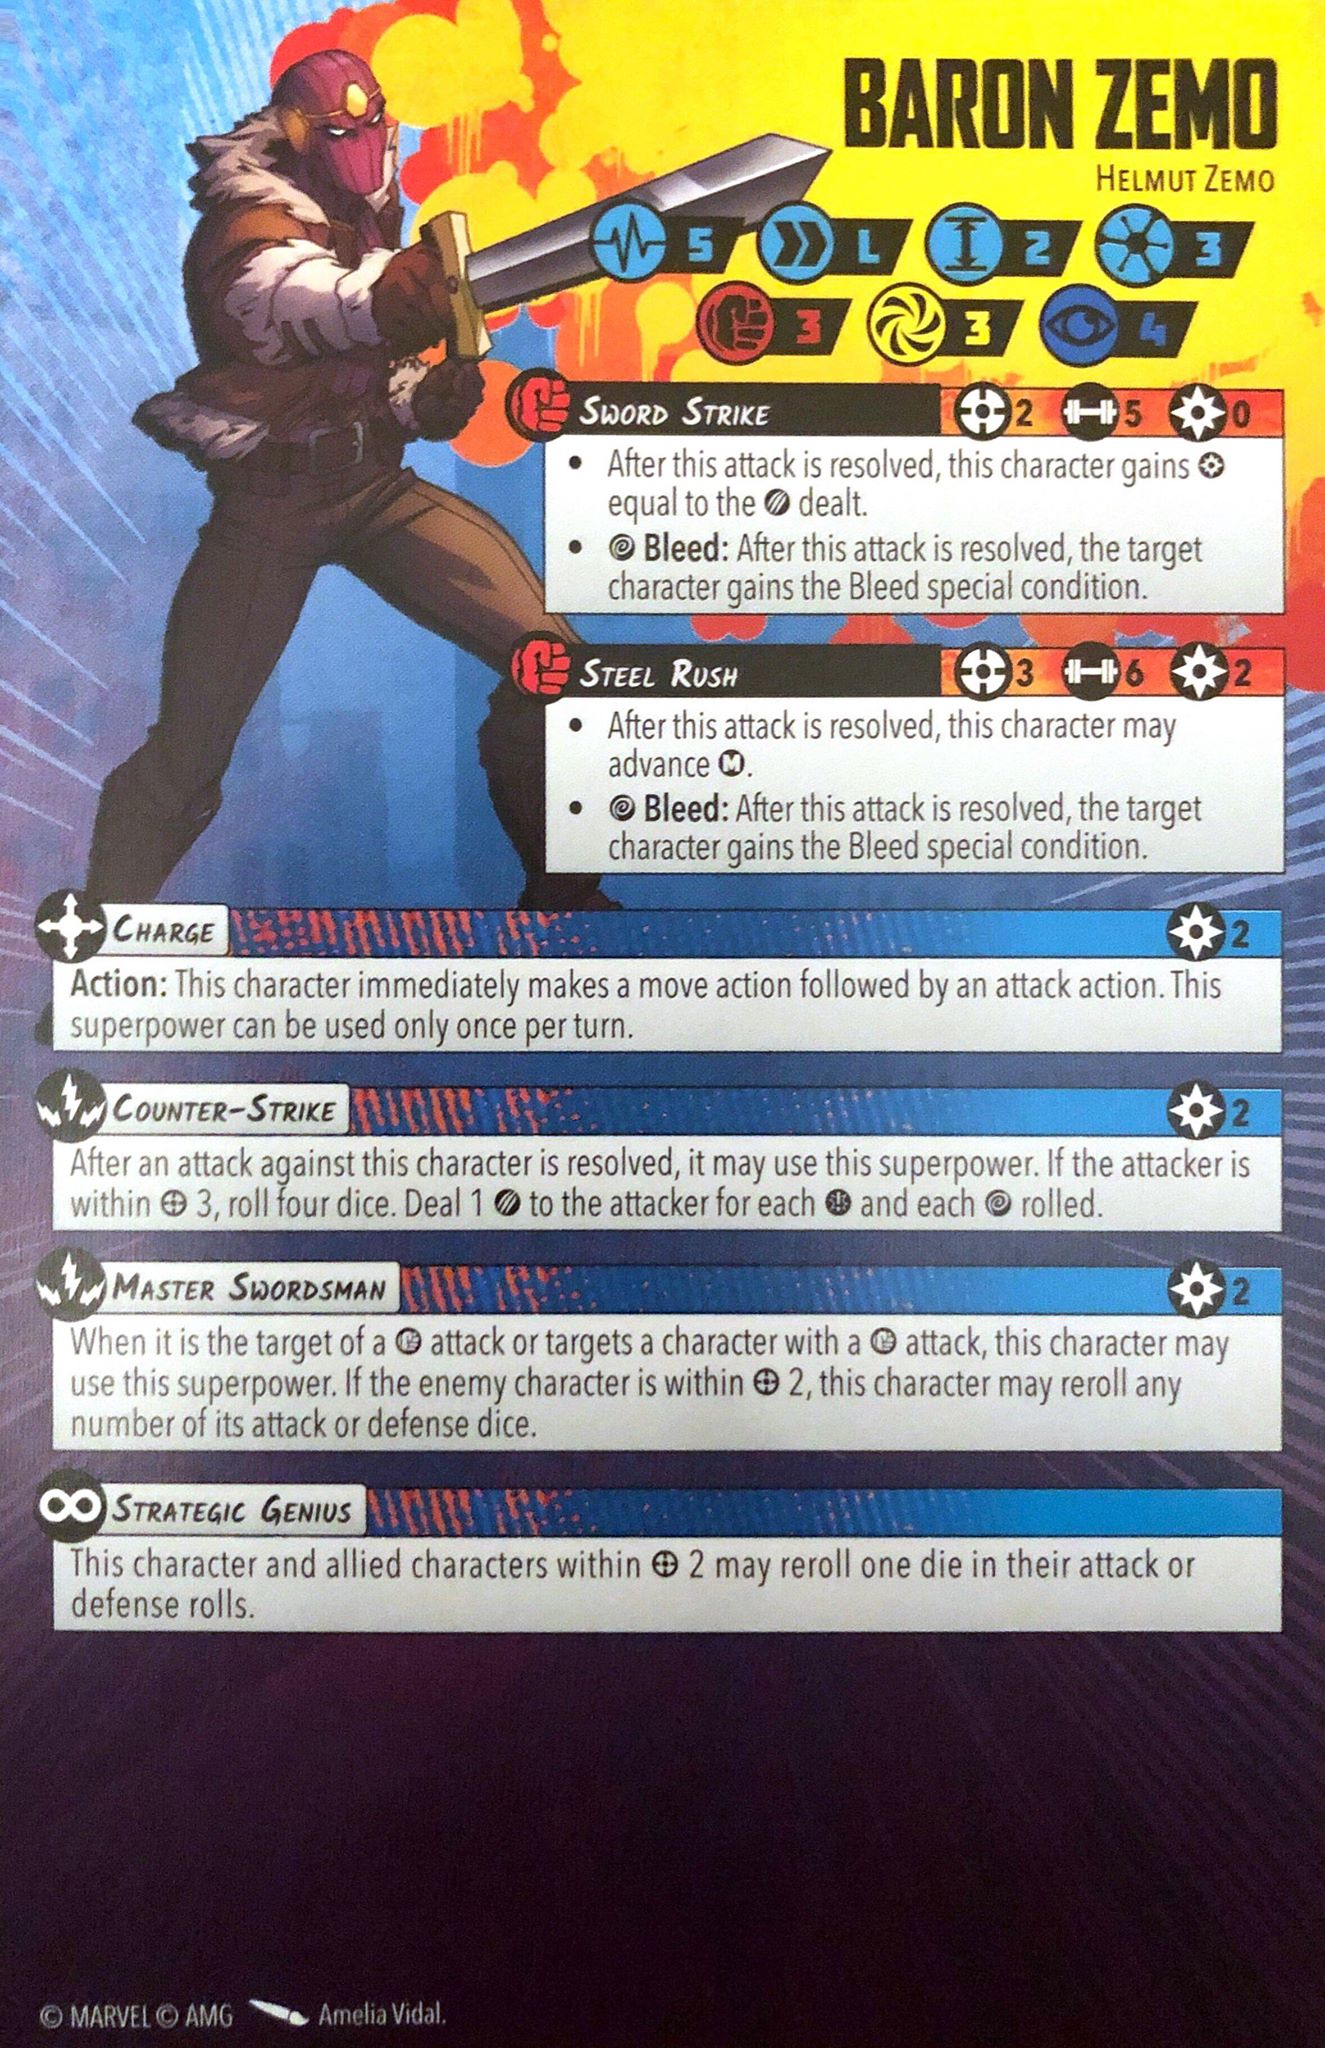 BARON ZEMO
HELMUT ZEMO
5 L 2 3
3 3 4
SWORD STRIKE 2 5 0
• After this attack is resolved, this character gains
equal to the dealt.
• Bleed: After this attack is resolved, the target
character gains the Bleed special condition.
STEEL RUSH 3 6 2
• After this attack is resolved, this character may
advance M.
• Bleed: After this attack is resolved, the target
character gains the Bleed special condition.
CHARGE 2
Action: This character immediately makes a move action followed by an attack action. This
superpower can be used only once per turn.
COUNTER-STRIKE 2
After an attack against this character is resolved, it may use this superpower. If the attacker is
within 3, roll four dice. Deal 1 to the attacker for each and each rolled.
MASTER SWORDSMAN 2
When it is the target of a attack or targets a character with a attack, this character may
use this superpower. If the enemy character is within 2, this character may reroll any
number of its attack or defense dice.
STRATEGIC GENIUS
This character and allied characters within 2 may reroll one die in their attack or
defense rolls.
© MARVEL © AMG Amelia Vidal.